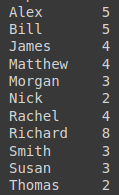 Alex 5
Bill 5
James 4
Matthew 4
Morgan 3
Nick 2
Rachel 4
Richard 8
Smith 3
Susan 3
Thomas 2